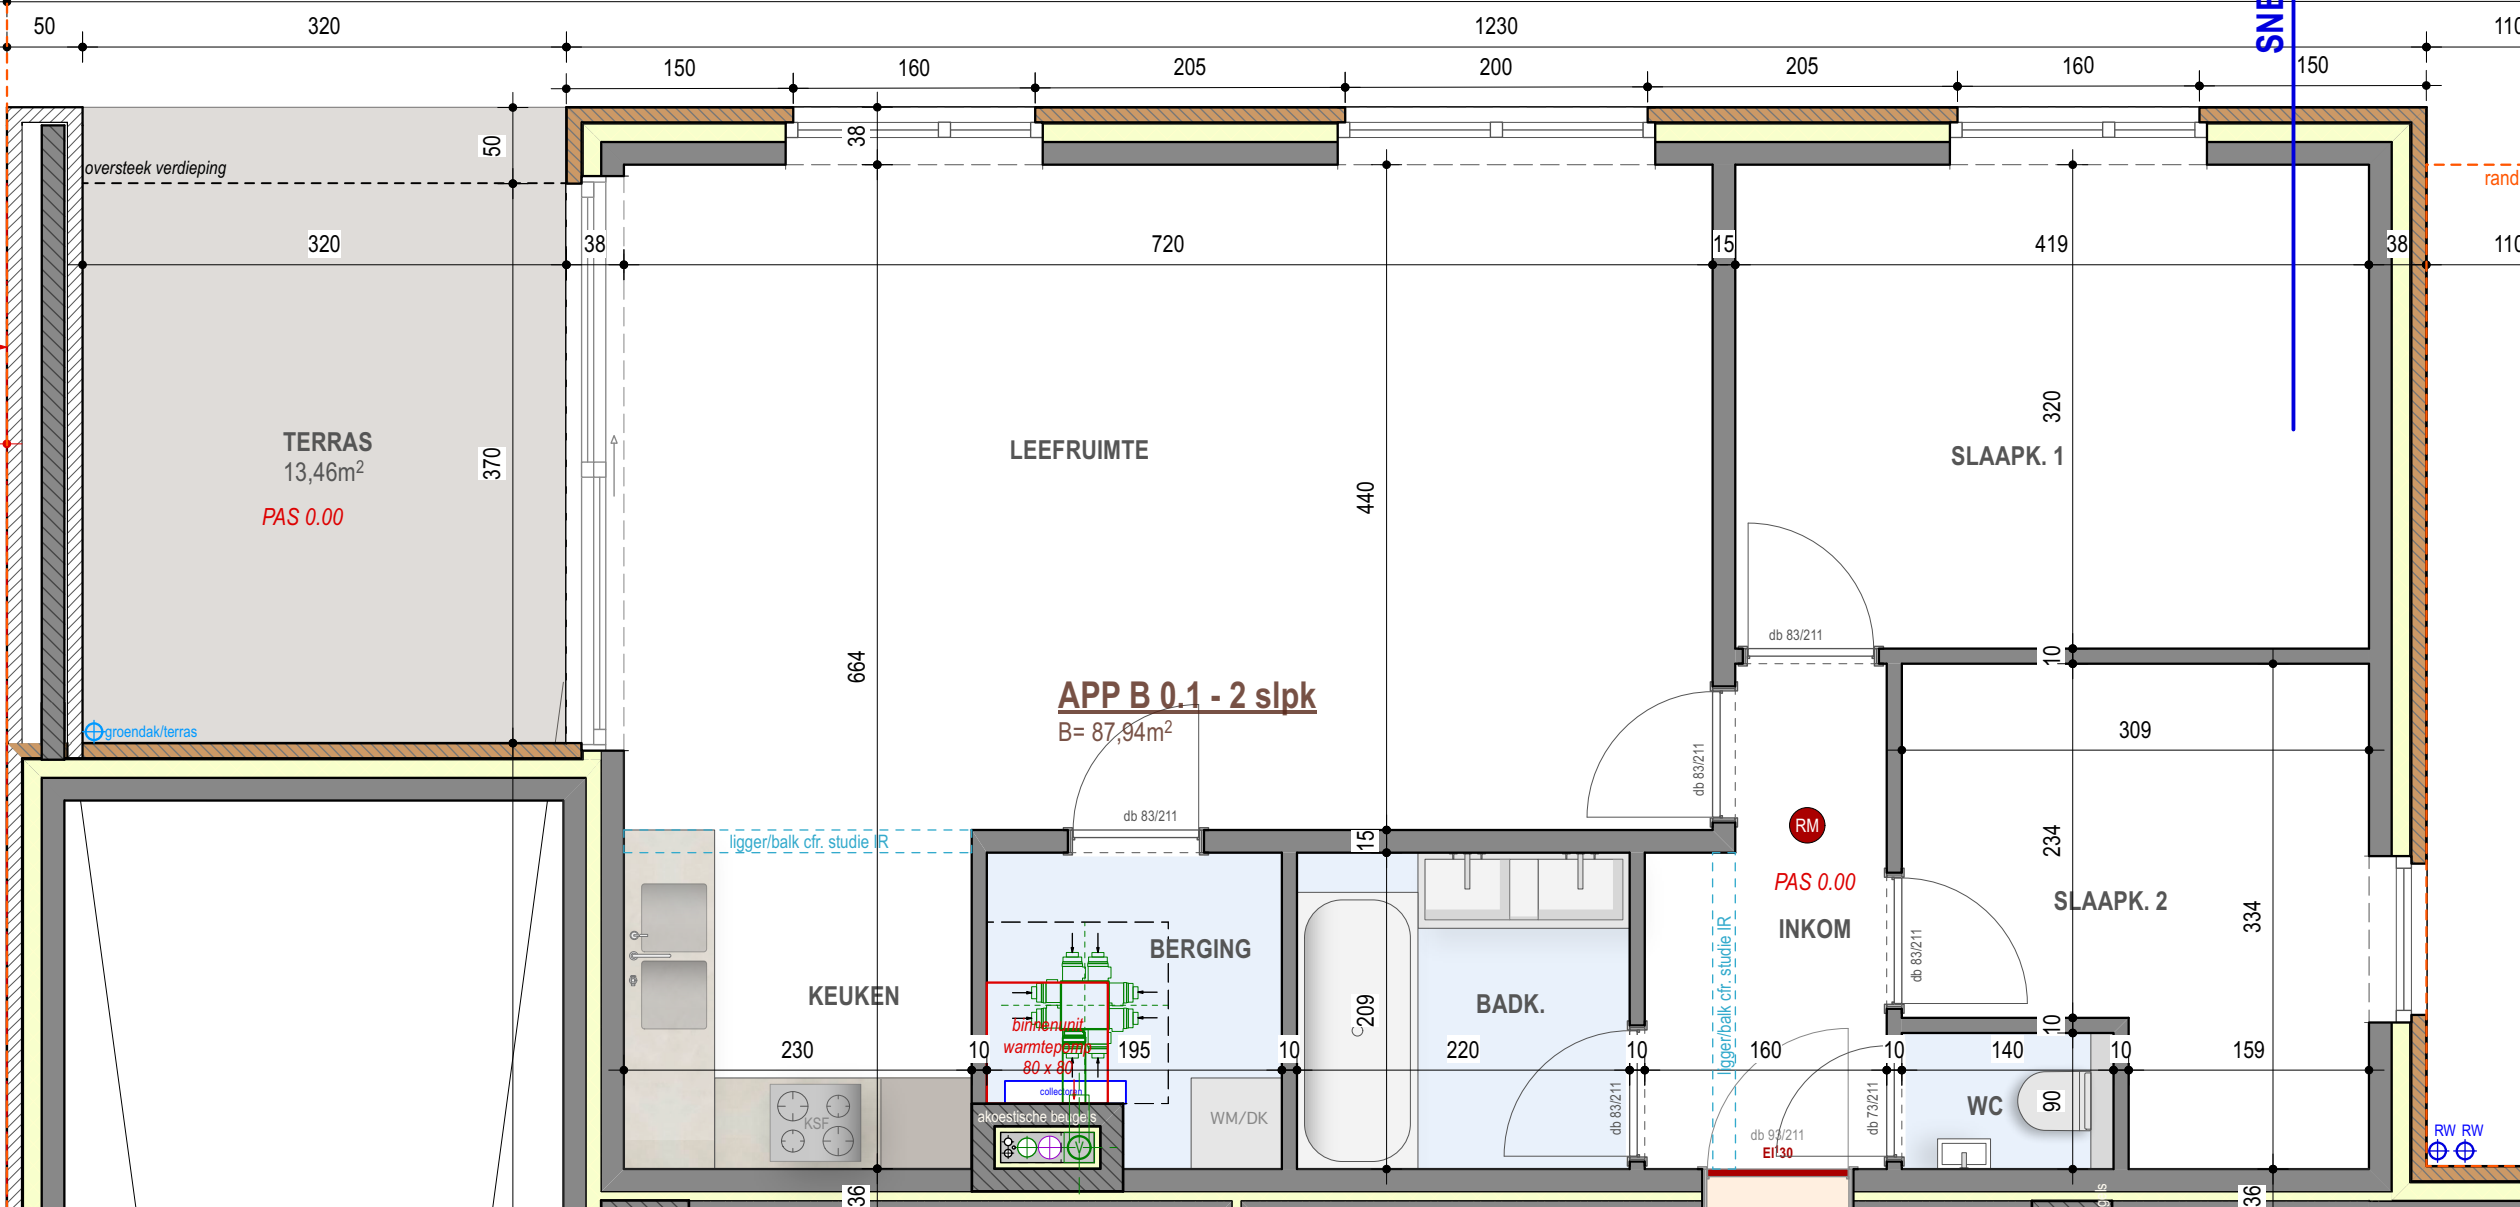 50
320
1230
110
SNE
150
160
205
200
205
160
150
50
38
oversteek verdieping
rand
320
38
720
15
419
38
110
320
TERRAS
13,46m²
PAS 0.00
370
LEEFRUIMTE
440
SLAAPK. 1
db 83/211
10
664
APP B 0.1 - 2 slpk
B= 87,94m²
groendak/terras
309
db 83/211
db 83/211
ligger/balk cfr. studie IR
15
RM
234
PAS 0.00
INKOM
SLAAPK. 2
334
ligger/balk cfr. studie IR
db 83/211
BERGING
KEUKEN
BADK.
209
binnenunit
warmtepomp
80 x 80
collectoren
230
10
195
10
220
10
160
10
140
10
10
159
akoestische beugels
KSF
V
WM/DK
db 83/211
db 93/211
EI 30
db 73/211
WC
90
RW RW
36
36